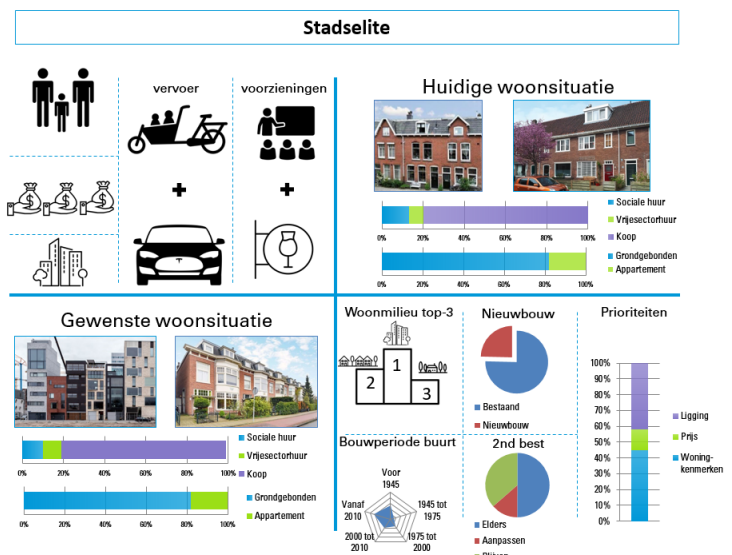 Stadselite
vervoer
voorzieningen
Huidige woonsituatie
Sociale huur
Vrijesectorhuur
Koop
0% 20% 40% 60% 80% 100%
Grondgebonden
Appartement
0% 20% 40% 60% 80% 100%
Gewenste woonsituatie
Sociale huur
Vrijesectorhuur
Koop
0% 20% 40% 60% 80% 100%
Grondgebonden
Appartement
0% 20% 40% 60% 80% 100%
Woonmilieu top-3
1
2
3
Nieuwbouw
Bestaand
Nieuwbouw
Bouwperiode buurt
Voor
1945
1945 tot
1975
1975 tot
2000
2000 tot
2010
Vanaf
2010
2nd best
Elders
Aanpassen
Prioriteiten
100%
90%
80%
70%
60%
50%
40%
30%
20%
10%
0%
Ligging
Prijs
Woning-
kenmerken